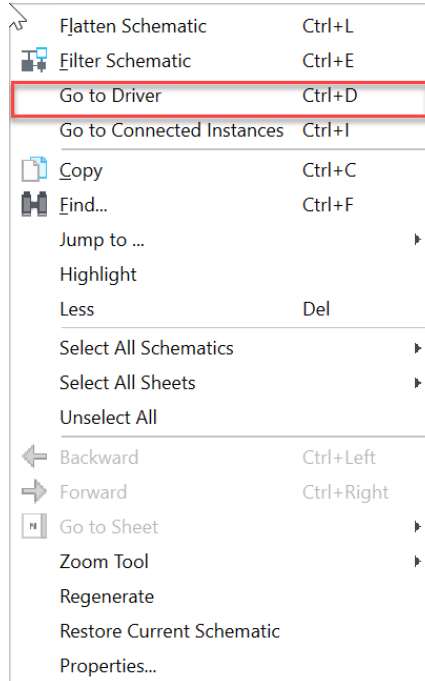 Flatten Schematic Ctrl+L
Filter Schematic Ctrl+E
Go to Driver Ctrl+D
Go to Connected Instances Ctrl+I
Copy Ctrl+C
Find... Ctrl+F
Jump to ...
Highlight
Less Del
Select All Schematics
Select All Sheets
Unselect All
Backward Ctrl+Left
Forward Ctrl+Right
N Go to Sheet
Zoom Tool
Regenerate
Restore Current Schematic
Properties...